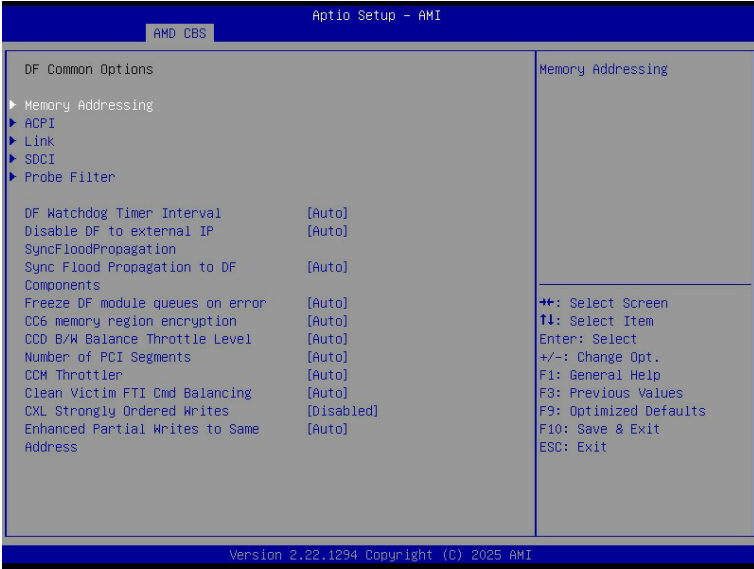 Aptio Setup - AMI
AMD CBS
DF Common Options
Memory Addressing
ACPI
Link
SDCI
Probe Filter
DF Watchdog Timer Interval [Auto]
Disable DF to external IP [Auto]
SyncFloodPropagation
Sync Flood Propagation to DF [Auto]
Components
Freeze DF module queues on error [Auto]
CC6 memory region encryption [Auto]
CCD B/W Balance Throttle Level [Auto]
Number of PCI Segments [Auto]
CCM Throttler [Auto]
Clean Victim FTI Cmd Balancing [Auto]
CXL Strongly Ordered Writes [Disabled]
Enhanced Partial Writes to Same [Auto]
Address
Memory Addressing
→←: Select Screen
↑↓: Select Item
Enter: Select
+/-: Change Opt.
F1: General Help
F3: Previous Values
F9: Optimized Defaults
F10: Save & Exit
ESC: Exit
Version 2.22.1294 Copyright (C) 2025 AMI